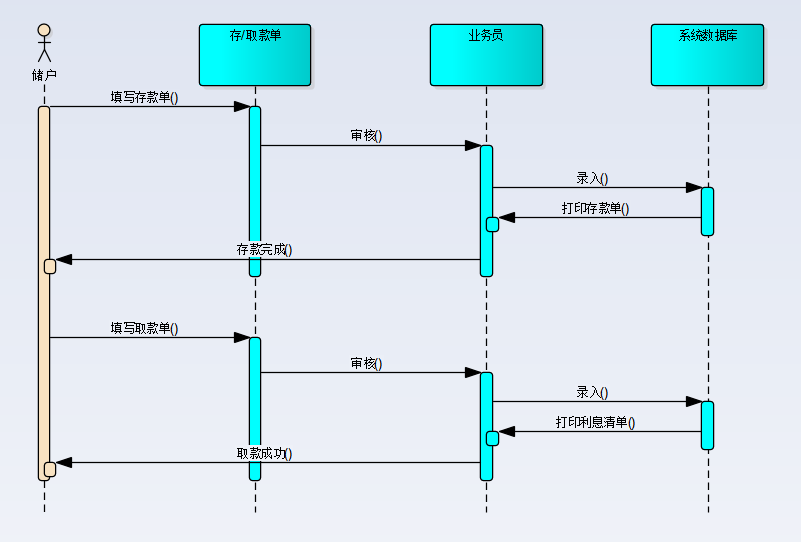 储户
存/取款单
业务员
系统数据库
填写存款单()
审核()
录入()
打印存款单()
存款完成()
填写取款单()
审核()
录入()
打印利息清单()
取款成功()